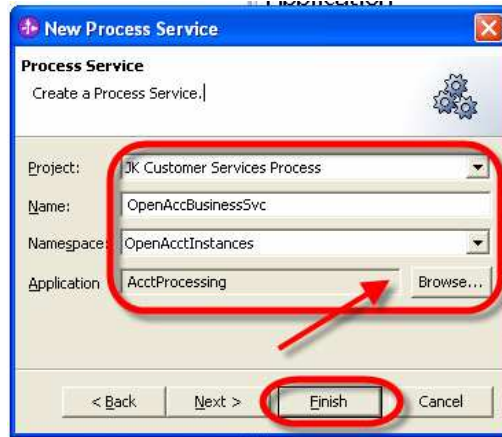 Application
New Process Service
Process Service
Create a Process Service.
Project: JK Customer Services Process
Name: OpenAccBusinessSvc
Namespace: OpenAcctInstances
Application AcctProcessing Browse...
< Back Next > Finish Cancel